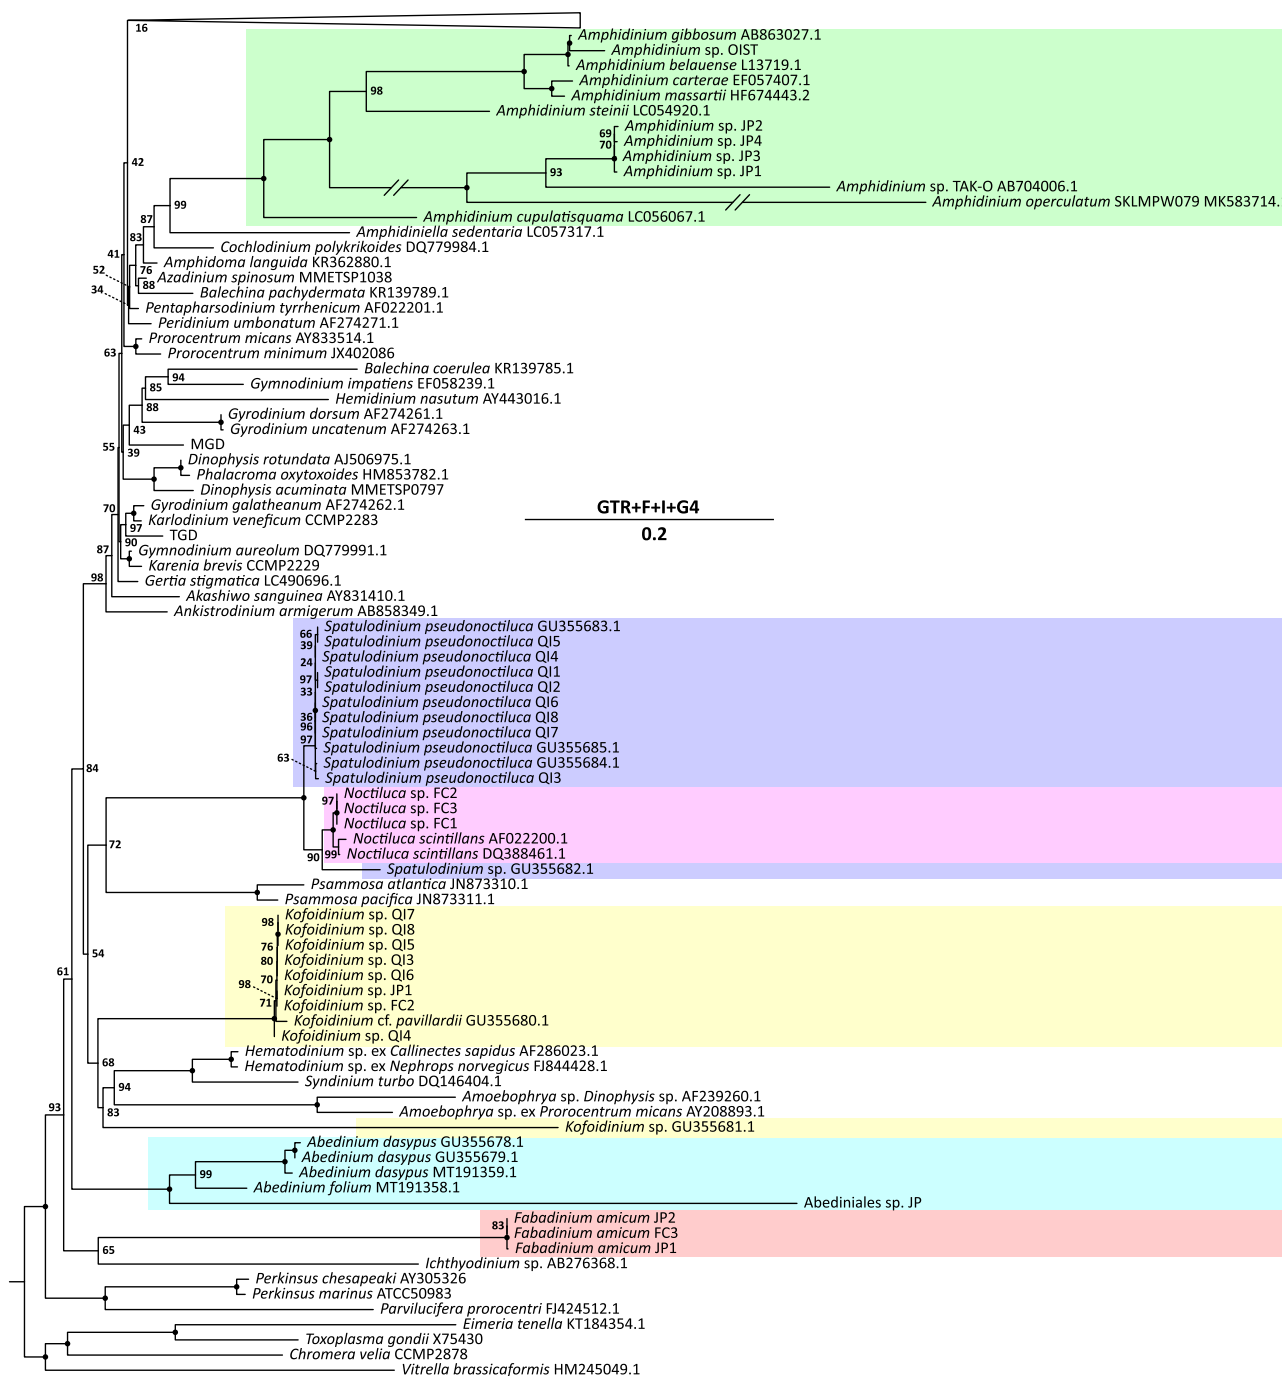 16
Amphidinium gibbosum AB863027.1
Amphidinium sp. OIST
Amphidinium belauense L13719.1
Amphidinium carterae EF057407.1
98
Amphidinium massartii HF674443.2
Amphidinium steinii LC054920.1
Amphidinium sp. JP2
69
Amphidinium sp. JP4
70
Amphidinium sp. JP3
42
Amphidinium sp. JP1
93
Amphidinium sp. TAK-O AB704006.1
Amphidinium operculatum SKLMPW079 MK583714.
99
Amphidinium cupulatisquama LC056067.1
87
Amphidiniella sedentaria LC057317.1
83
Cochlodinium polykrikoides DQ779984.1
41
Amphidoma languida KR362880.1
52
76
Azadinium spinosum MMETSP1038
88
34
Balechina pachydermata KR139789.1
Pentapharsodinium tyrrhenicum AF022201.1
Peridinium umbonatum AF274271.1
Prorocentrum micans AY833514.1
63
Prorocentrum minimum JX402086
Balechina coerulea KR139785.1
94
85
Gymnodinium impatiens EF058239.1
Hemidinium nasutum AY443016.1
88
Gyrodinium dorsum AF274261.1
43
Gyrodinium uncatenum AF274263.1
55
MGD
39
Dinophysis rotundata AJ506975.1
Phalacroma oxytoxoides HM853782.1
Dinophysis acuminata MMETSP0797
GTR+F+I+G4
0.2
Gyrodinium galatheanum AF274262.1
70
Karlodinium veneficum CCMP2283
97
TGD
90
87
Gymnodinium aureolum DQ779991.1
Karenia brevis CCMP2229
98
Gertia stigmatica LC490696.1
Akashiwo sanguinea AY831410.1
Ankistrodinium armigerum AB858349.1
Spatulodinium pseudonoctiluca GU355683.1
66
Spatulodinium pseudonoctiluca QI5
39
Spatulodinium pseudonoctiluca QI4
24
Spatulodinium pseudonoctiluca QI1
97
Spatulodinium pseudonoctiluca QI2
33
Spatulodinium pseudonoctiluca QI6
36
Spatulodinium pseudonoctiluca QI8
96
Spatulodinium pseudonoctiluca QI7
97
Spatulodinium pseudonoctiluca GU355685.1
63
Spatulodinium pseudonoctiluca GU355684.1
84
Spatulodinium pseudonoctiluca QI3
Noctiluca sp. FC2
97
Noctiluca sp. FC3
Noctiluca sp. FC1
Noctiluca scintillans AF022200.1
72
90
99
Noctiluca scintillans DQ388461.1
Spatulodinium sp. GU355682.1
Psammosa atlantica JN873310.1
Psammosa pacifica JN873311.1
Kofoidinium sp. QI7
98
Kofoidinium sp. QI8
54
76
Kofoidinium sp. QI5
80
Kofoidinium sp. QI3
61
70
Kofoidinium sp. QI6
98
Kofoidinium sp. JP1
71
Kofoidinium sp. FC2
Kofoidinium cf. pavillardii GU355680.1
Kofoidinium sp. QI4
68
Hematodinium sp. ex Callinectes sapidus AF286023.1
Hematodinium sp. ex Nephrops norvegicus FJ844428.1
94
Syndinium turbo DQ146404.1
Amoebophrya sp. Dinophysis sp. AF239260.1
93
83
Amoebophrya sp. ex Prorocentrum micans AY208893.1
Kofoidinium sp. GU355681.1
Abedinium dasypus GU355678.1
Abedinium dasypus GU355679.1
99
Abedinium dasypus MT191359.1
Abedinium folium MT191358.1
Abediniales sp. JP
Fabadinium amicum JP2
83
Fabadinium amicum FC3
65
Fabadinium amicum JP1
Ichthyodinium sp. AB276368.1
Perkinsus chesapeaki AY305326
Perkinsus marinus ATCC50983
Parvilucifera prorocentri FJ424512.1
Eimeria tenella KT184354.1
Toxoplasma gondii X75430
Chromera velia CCMP2878
Vitrella brassicaformis HM245049.1